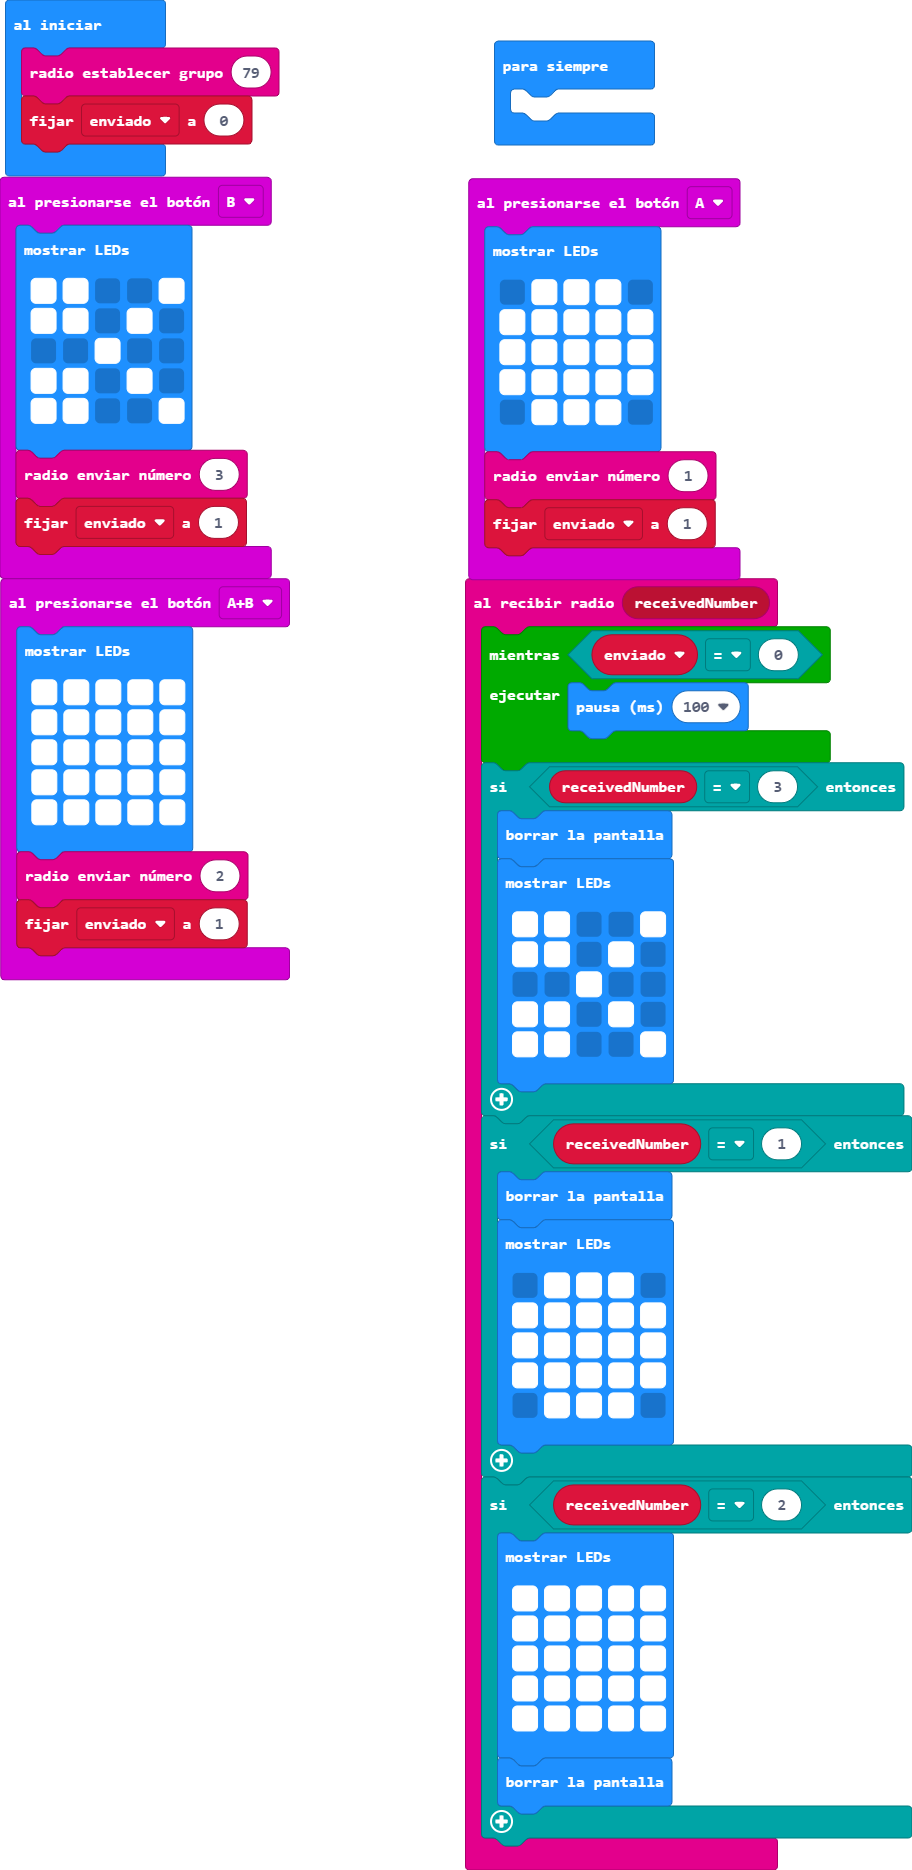 al iniciar
radio establecer grupo 79
fijar enviado a 0
para siempre
al presionarse el botón B
mostrar LEDs
radio enviar número 3
fijar enviado a 1
al presionarse el botón A
mostrar LEDs
radio enviar número 1
fijar enviado a 1
al presionarse el botón A+B
mostrar LEDs
radio enviar número 2
fijar enviado a 1
al recibir radio receivedNumber
mientras enviado = 0
ejecutar pausa (ms) 100
si receivedNumber = 3 entonces
borrar la pantalla
mostrar LEDs
si receivedNumber = 1 entonces
borrar la pantalla
mostrar LEDs
si receivedNumber = 2 entonces
mostrar LEDs
borrar la pantalla